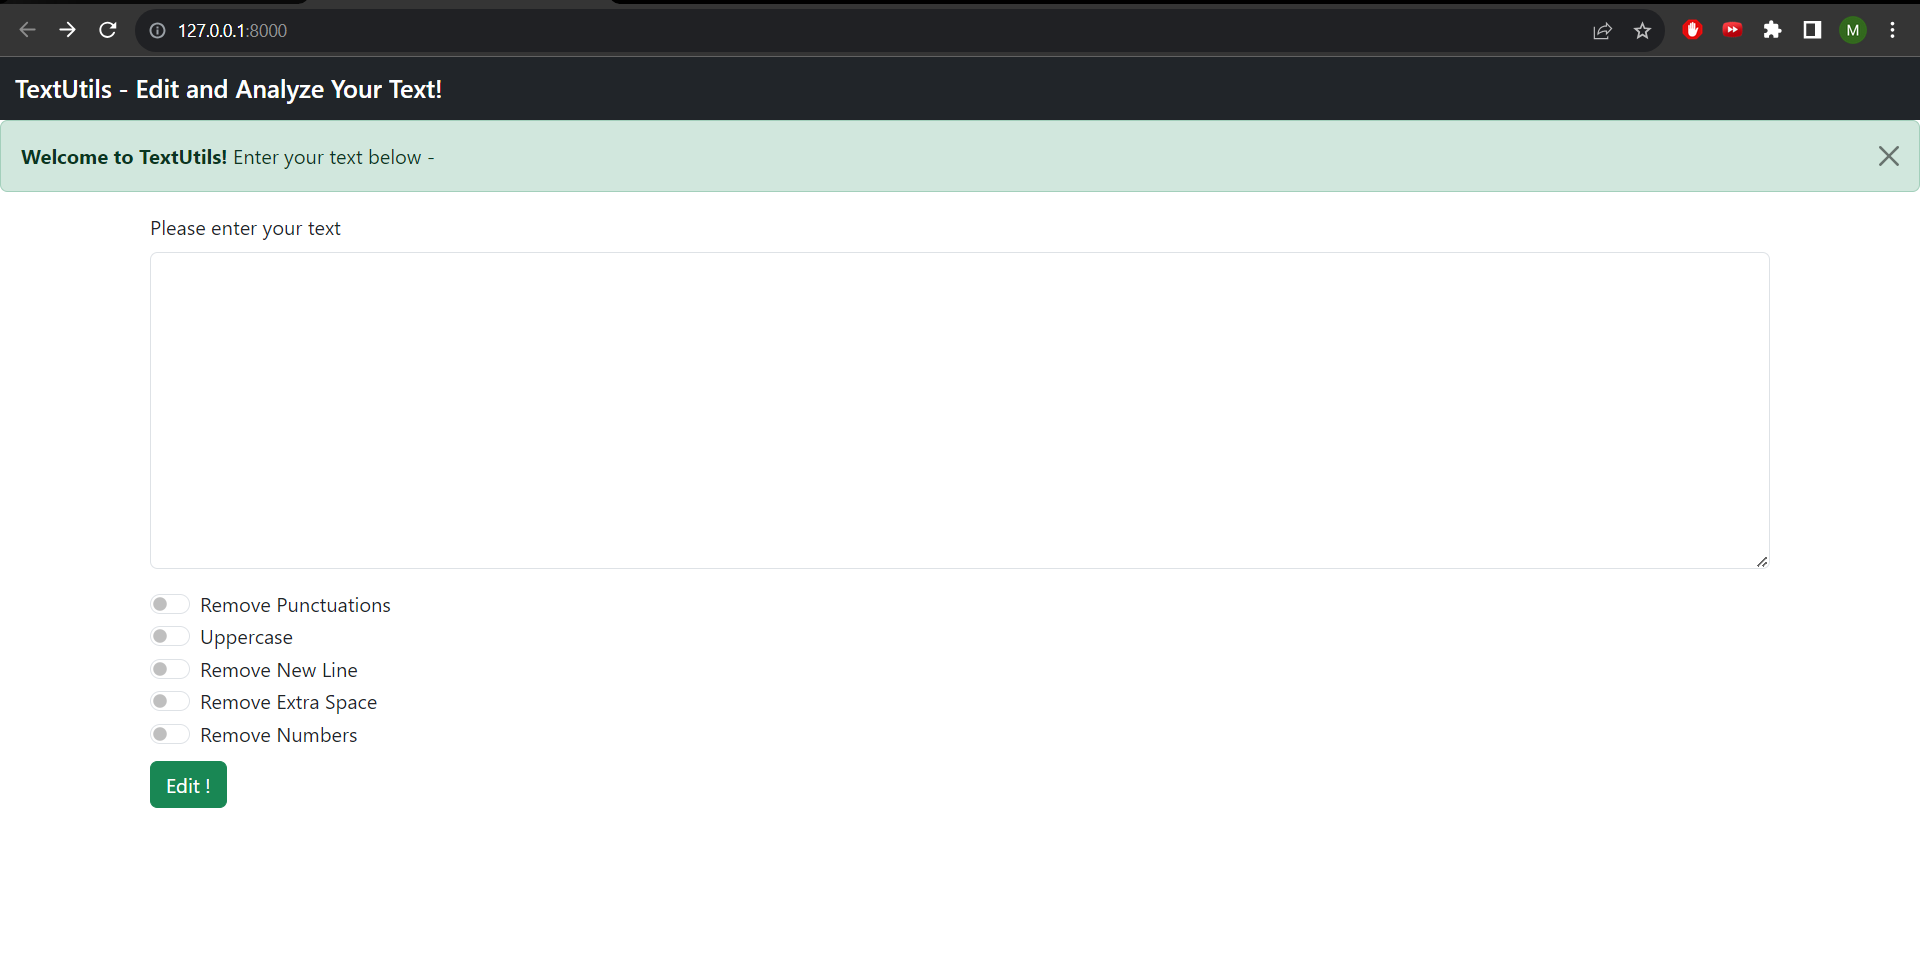 127.0.0.1:8000
M
TextUtils - Edit and Analyze Your Text!
Welcome to TextUtils! Enter your text below -
Please enter your text
Remove Punctuations
Uppercase
Remove New Line
Remove Extra Space
Remove Numbers
Edit !